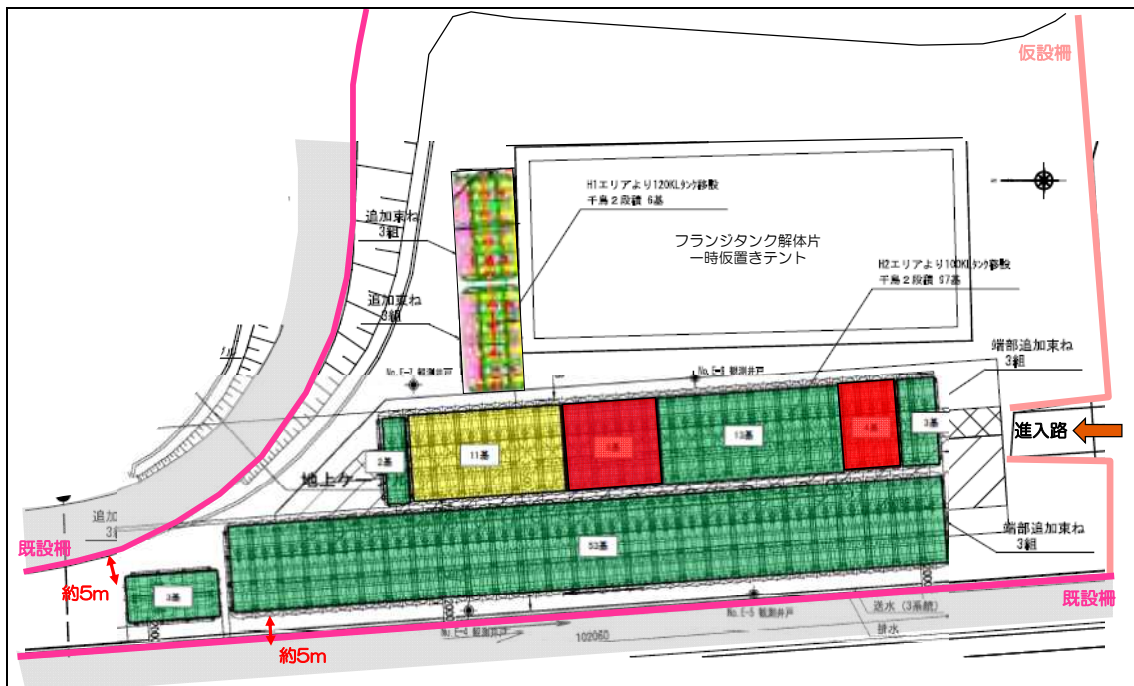 仮設柵
H1エリアより120KLタンク移設
千鳥2段積 6基
追加束ね
3組
フランジタンク解体片
一時仮置きテント
H2エリアより100KLタンク移設
千鳥2段積 97基
追加束ね
3組
端部追加束ね
3組
No.E-7 観測井戸
No.E-6 観測井戸
進入路
3基
13基
11基
2基
地上ケーブル
追加
既設柵
53基
端部追加束ね
3組
約5m
3基
既設柵
No.E-5 観測井戸
送水(3系統)
排水
No.E-4 観測井戸
102060
約5m